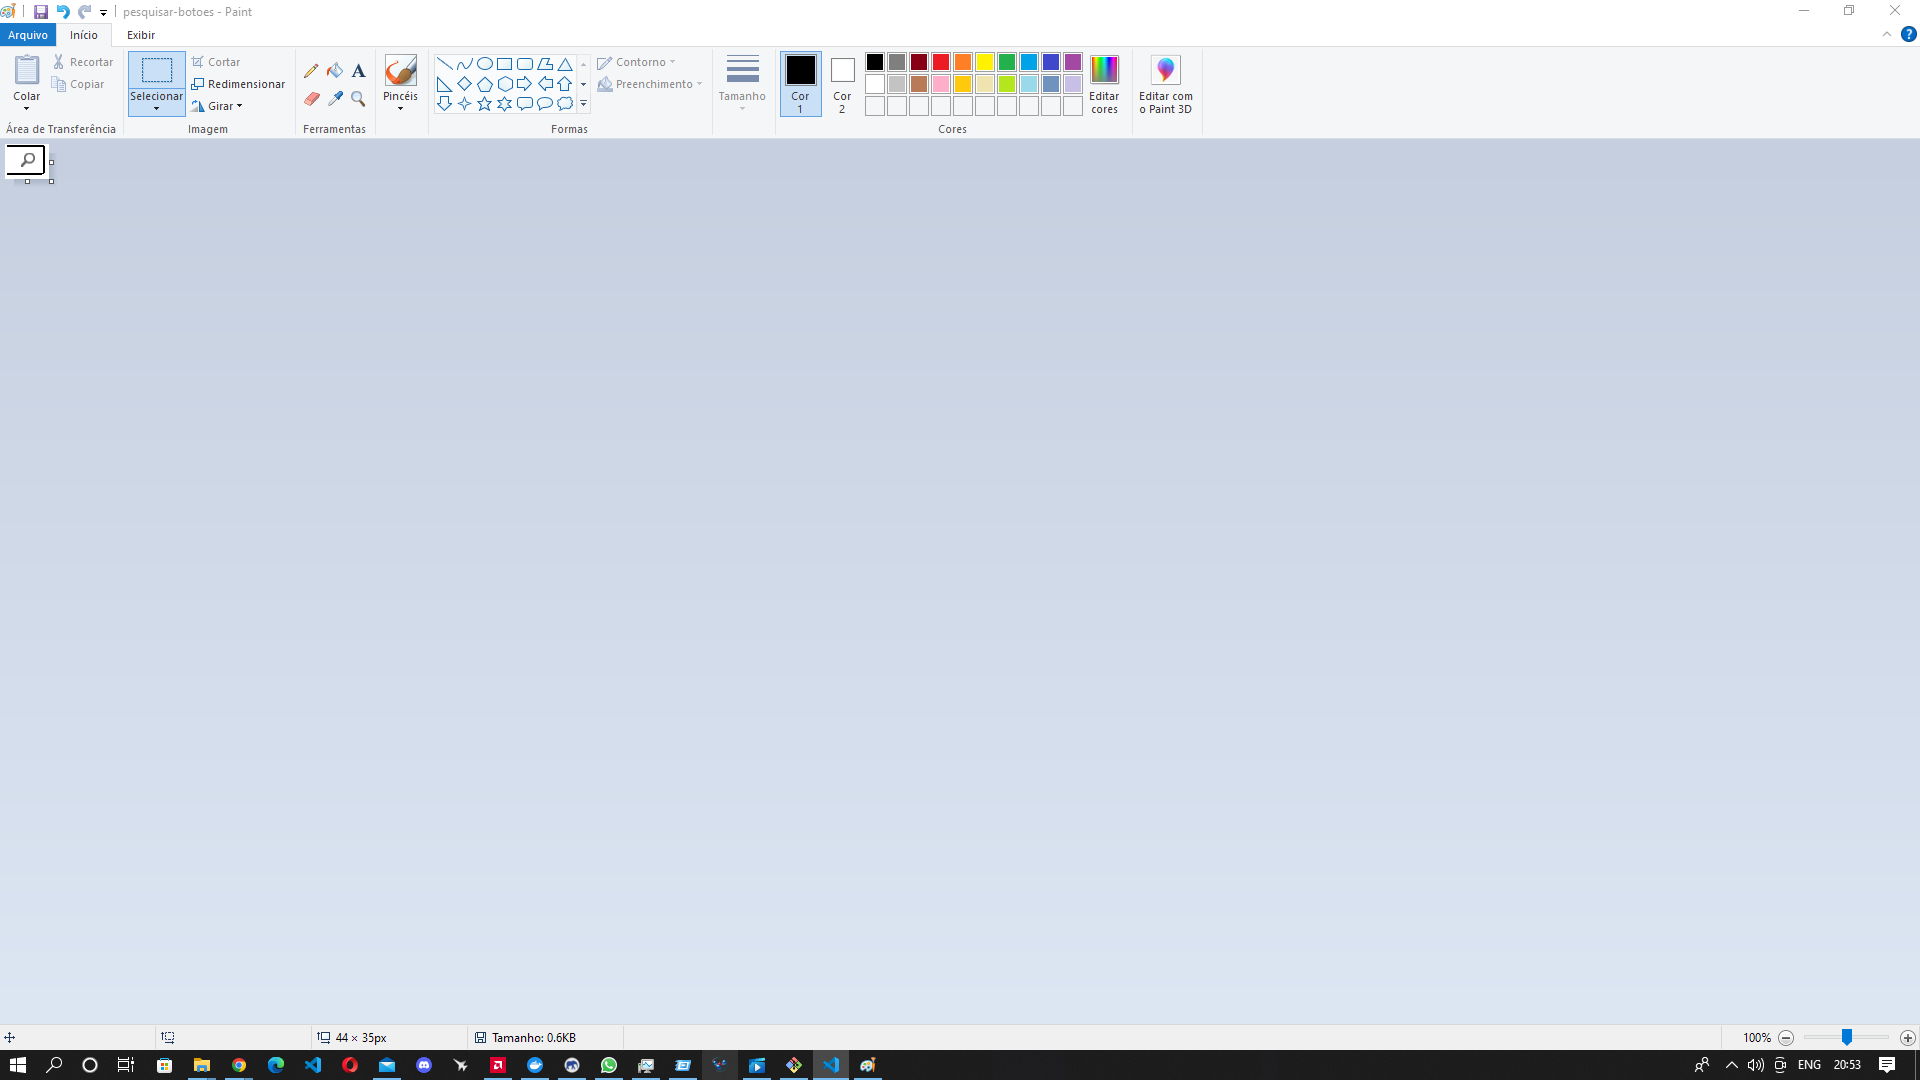 pesquisar-botoes - Paint
Arquivo Início Exibir
Colar
Recortar
Copiar
Área de Transferência
Selecionar
Cortar
Redimensionar
Girar
Imagem
A
Ferramentas
Pincéis
Formas
Contorno
Preenchimento
Tamanho
Cor 1
Cor 2
Cores
Editar cores
Editar com o Paint 3D
?
44 × 35px
Tamanho: 0.6KB
100%
ENG
20:53